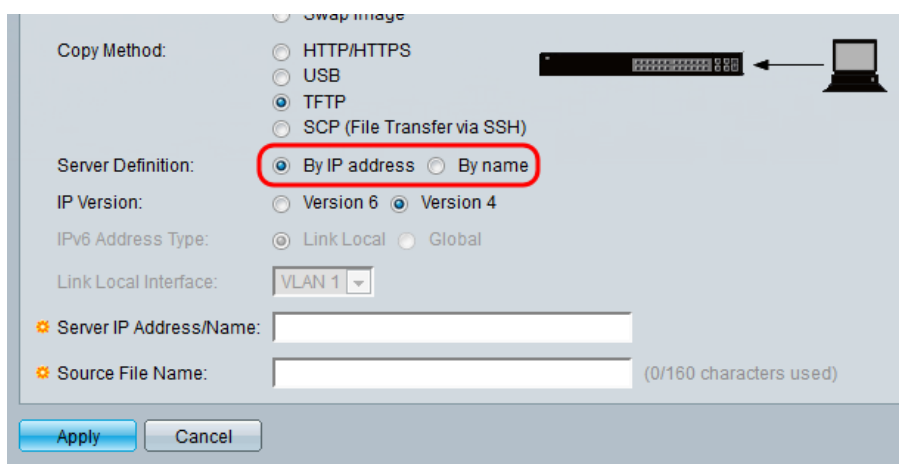 Swap Image
Copy Method: HTTP/HTTPS
USB
TFTP
SCP (File Transfer via SSH)
Server Definition: By IP address By name
IP Version: Version 6 Version 4
IPv6 Address Type: Link Local Global
Link Local Interface: VLAN 1
Server IP Address/Name:
Source File Name: (0/160 characters used)
Apply Cancel